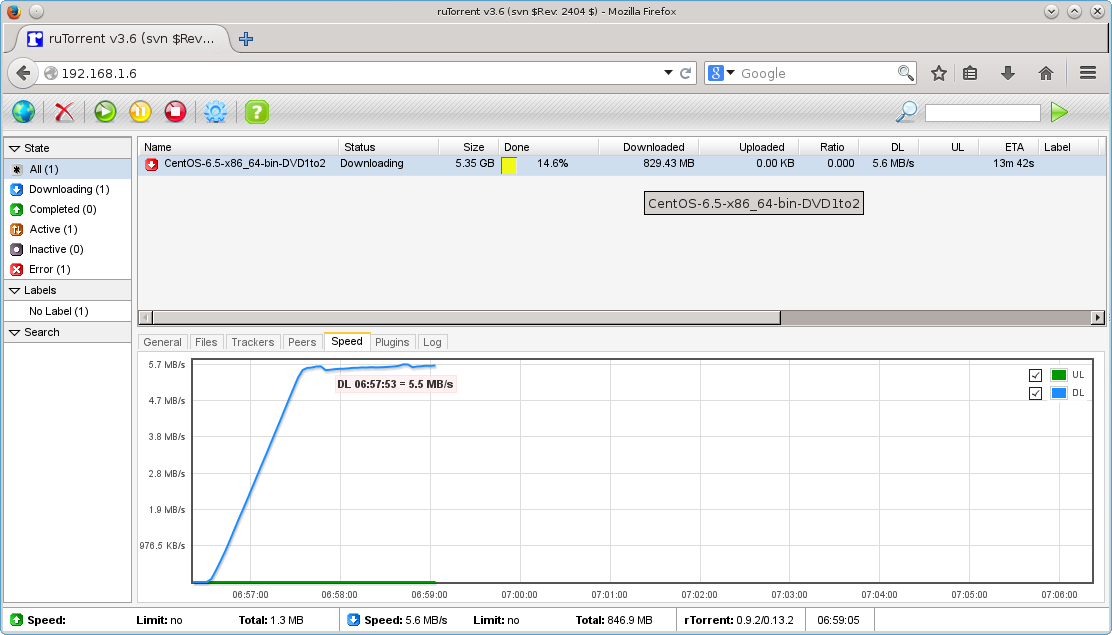 ruTorrent v3.6 (svn $Rev: 2404 $) - Mozilla Firefox
ruTorrent v3.6 (svn $Rev...
192.168.1.6
Google
State
All (1)
Downloading (1)
Completed (0)
Active (1)
Inactive (0)
Error (1)
Labels
No Label (1)
Search
Name Status Size Done Downloaded Uploaded Ratio DL UL ETA Label
CentOS-6.5-x86_64-bin-DVD1to2 Downloading 5.35 GB 14.6% 829.43 MB 0.00 KB 0.000 5.6 MB/s 13m 42s
CentOS-6.5-x86_64-bin-DVD1to2
General Files Trackers Peers Speed Plugins Log
5.7 MB/s
4.7 MB/s
3.8 MB/s
2.8 MB/s
1.9 MB/s
976.5 KB/s
DL 06:57:53 = 5.5 MB/s
UL
DL
06:57:00 06:58:00 06:59:00 07:00:00 07:01:00 07:02:00 07:03:00 07:04:00 07:05:00 07:06:00
Speed: Limit: no Total: 1.3 MB Speed: 5.6 MB/s Limit: no Total: 846.9 MB rTorrent: 0.9.2/0.13.2 06:59:05